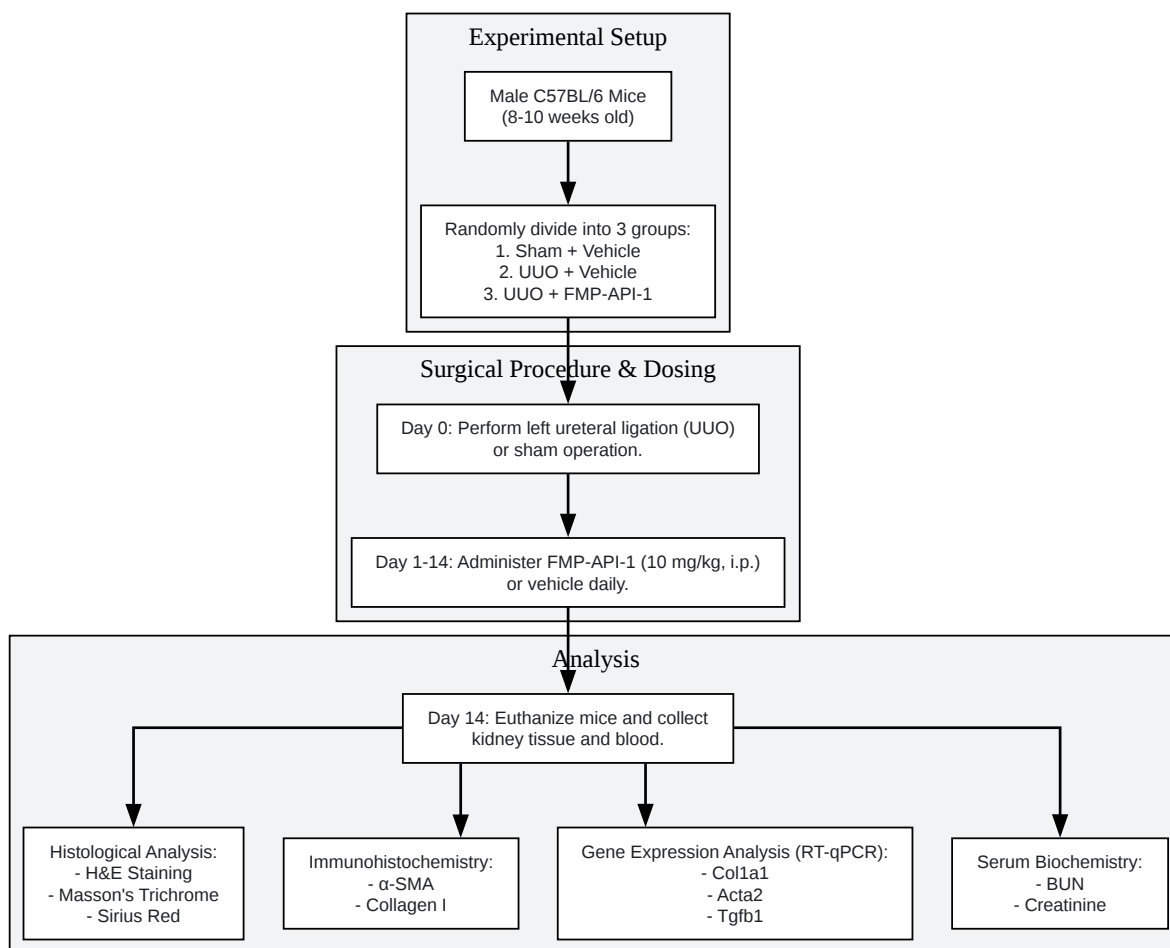 Experimental Setup
Male C57BL/6 Mice
(8-10 weeks old)
Randomly divide into 3 groups:
1. Sham + Vehicle
2. UUO + Vehicle
3. UUO + FMP-API-1
Surgical Procedure & Dosing
Day 0: Perform left ureteral ligation (UUO)
or sham operation.
Day 1-14: Administer FMP-API-1 (10 mg/kg, i.p.)
or vehicle daily.
Analysis
Day 14: Euthanize mice and collect
kidney tissue and blood.
Histological Analysis:
- H&E Staining
- Masson's Trichrome
- Sirius Red
Immunohistochemistry:
- α-SMA
- Collagen I
Gene Expression Analysis (RT-qPCR):
- Col1a1
- Acta2
- Tgfb1
Serum Biochemistry:
- BUN
- Creatinine